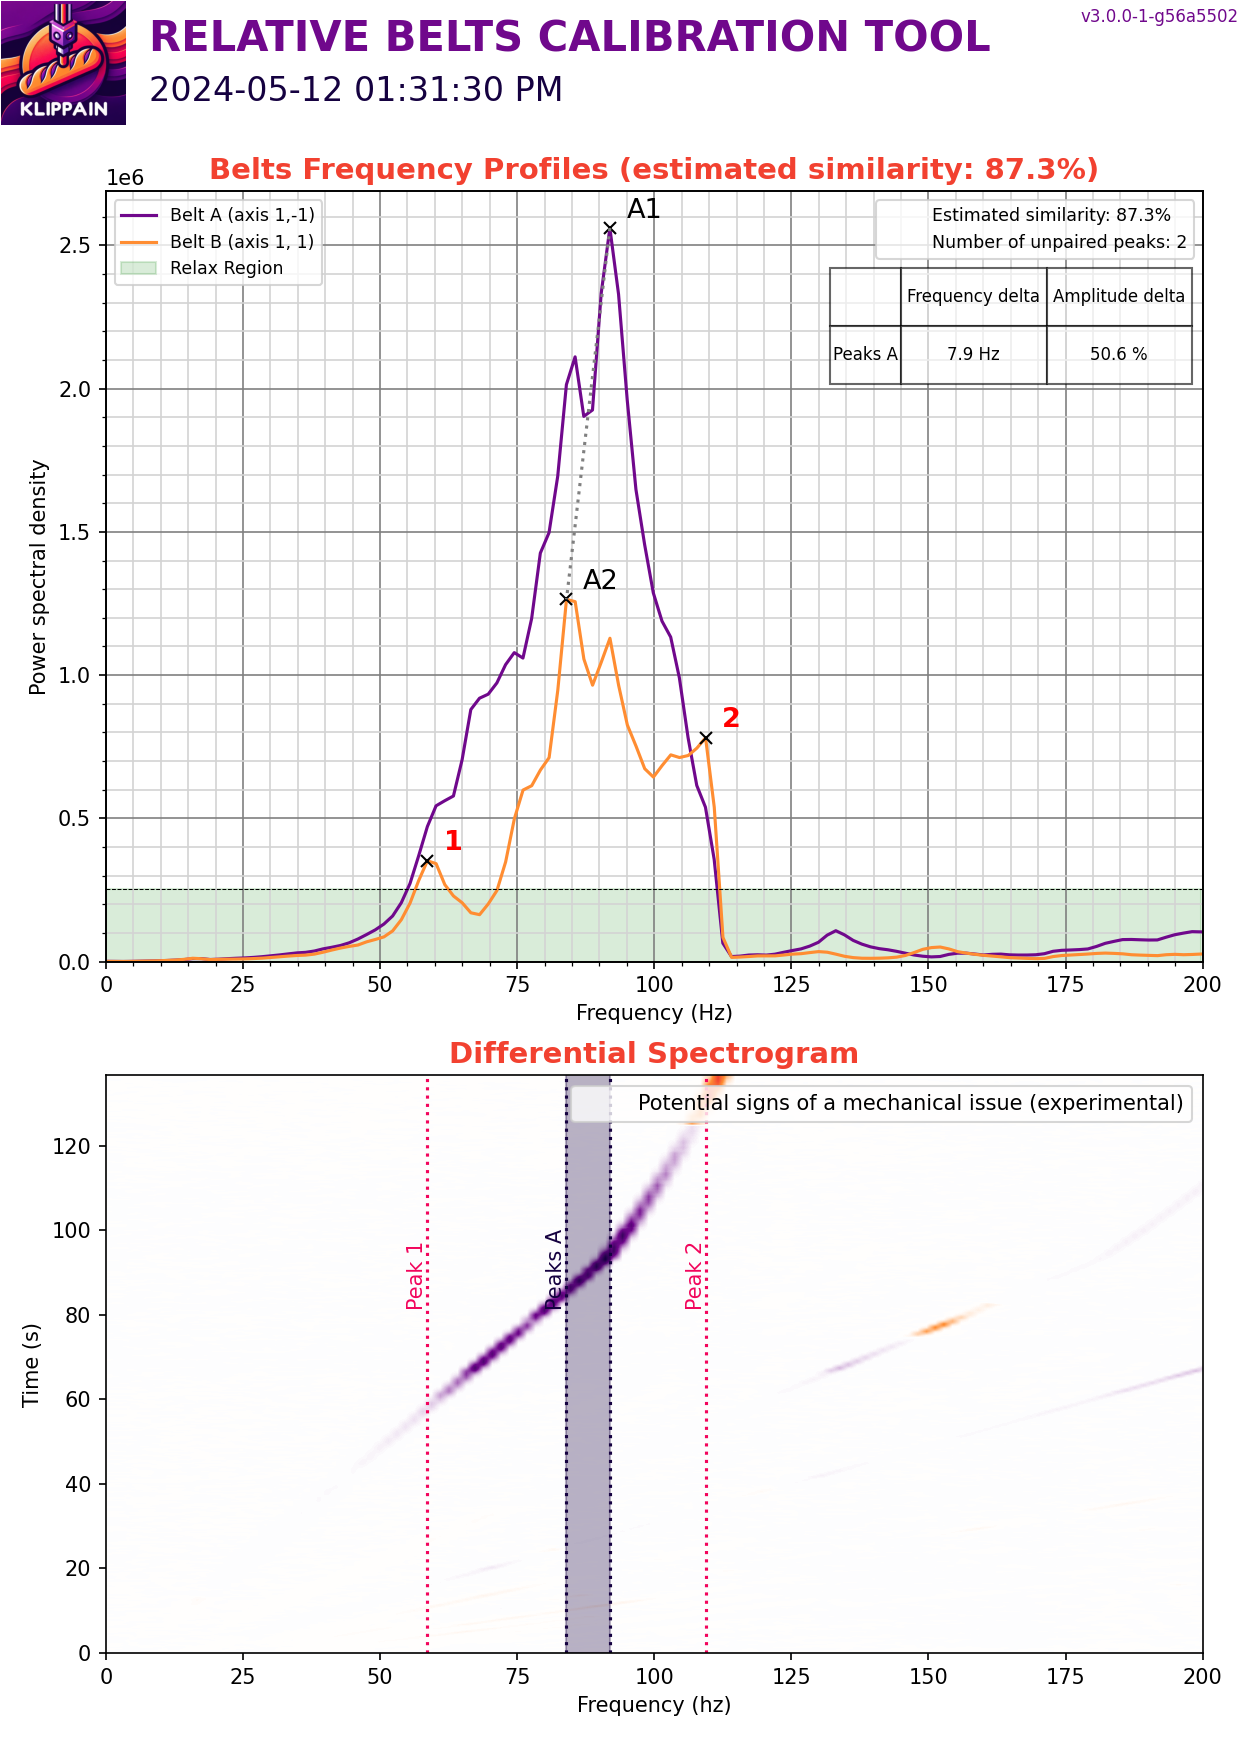 v3.0.0-1-g56a5502
RELATIVE BELTS CALIBRATION TOOL
2024-05-12 01:31:30 PM
KLIPPAIN
Belts Frequency Profiles (estimated similarity: 87.3%)
1e6
Belt A (axis 1,-1)
Belt B (axis 1, 1)
Relax Region
Estimated similarity: 87.3%
Number of unpaired peaks: 2
Frequency delta Amplitude delta
Peaks A 7.9 Hz 50.6 %
A1
A2
2
1
2.5
2.0
1.5
1.0
0.5
0.0
Power spectral density
0 25 50 75 100 125 150 175 200
Frequency (Hz)
Differential Spectrogram
Potential signs of a mechanical issue (experimental)
Peak 1
Peaks A
Peak 2
120
100
80
60
40
20
0
Time (s)
0 25 50 75 100 125 150 175 200
Frequency (hz)